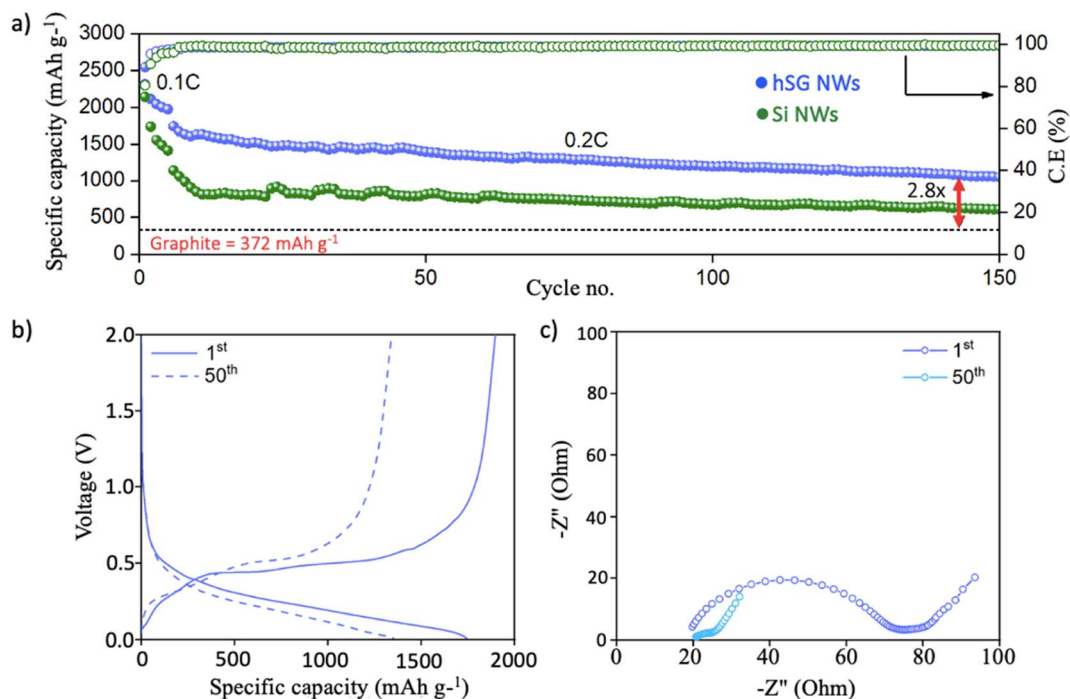 a)
3000
2500
2000
1500
1000
500
0
Specific capacity (mAh g-1)
0.1C
0.2C
hSG NWs
Si NWs
2.8x
Graphite = 372 mAh g-1
100
80
60
40
20
0
C.E (%)
0 50 100 150
Cycle no.
b)
1st
50th
2.0
1.5
1.0
0.5
0.0
Voltage (V)
0 500 1000 1500 2000
Specific capacity (mAh g-1)
c)
1st
50th
100
80
60
40
20
0
-Z" (Ohm)
0 20 40 60 80 100
-Z" (Ohm)